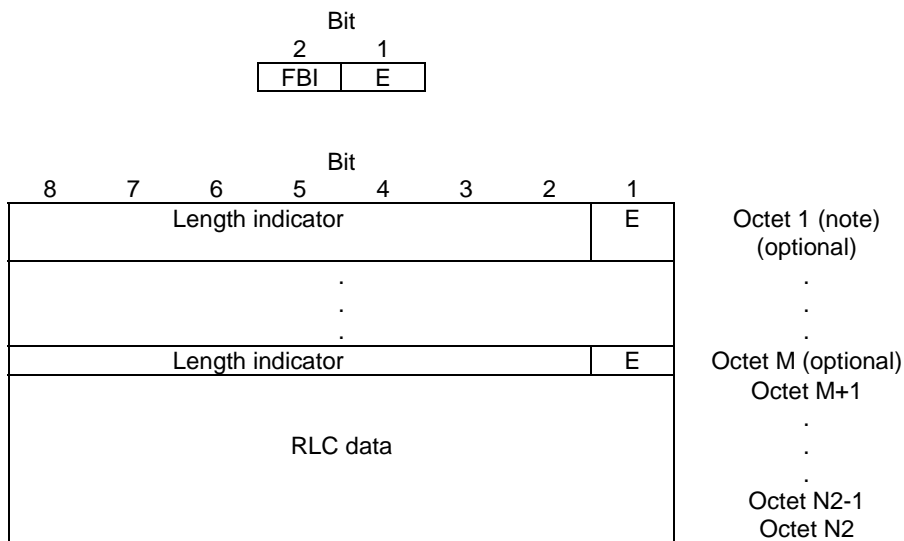 Bit
2 1
FBI E
Bit
8 7 6 5 4 3 2 1
Length indicator E Octet 1 (note)
(optional)
. .
. .
. .
Length indicator E Octet M (optional)
Octet M+1
.
RLC data .
.
Octet N2-1
Octet N2